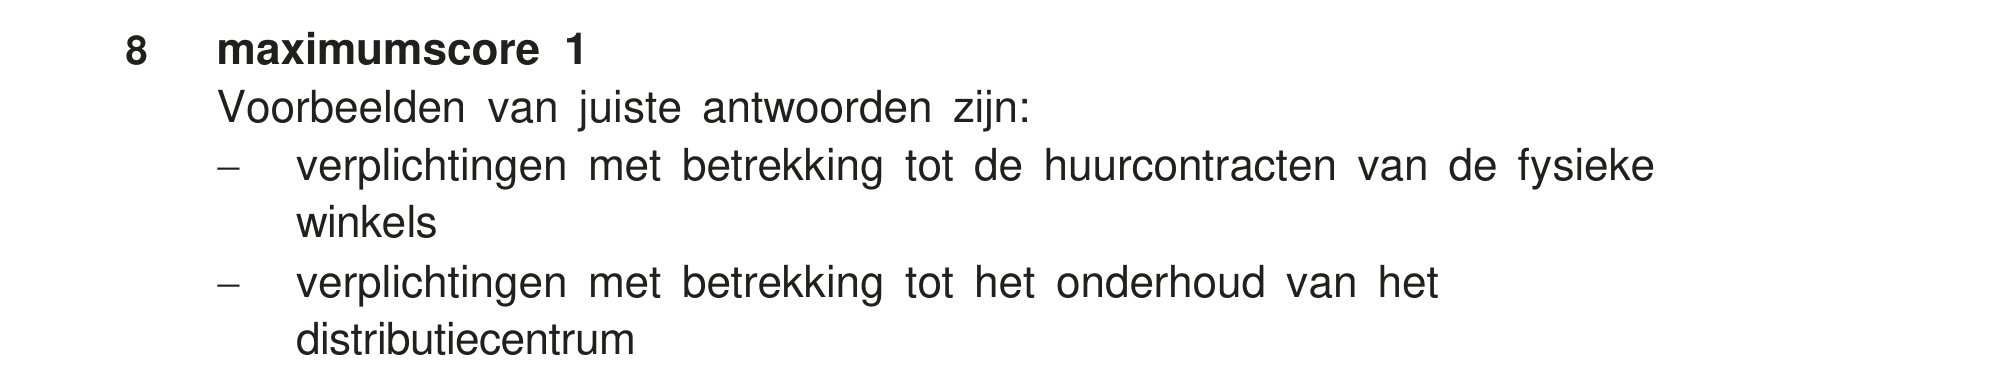 8 maximumscore 1
Voorbeelden van juiste antwoorden zijn:
– verplichtingen met betrekking tot de huurcontracten van de fysieke
winkels
– verplichtingen met betrekking tot het onderhoud van het
distributiecentrum